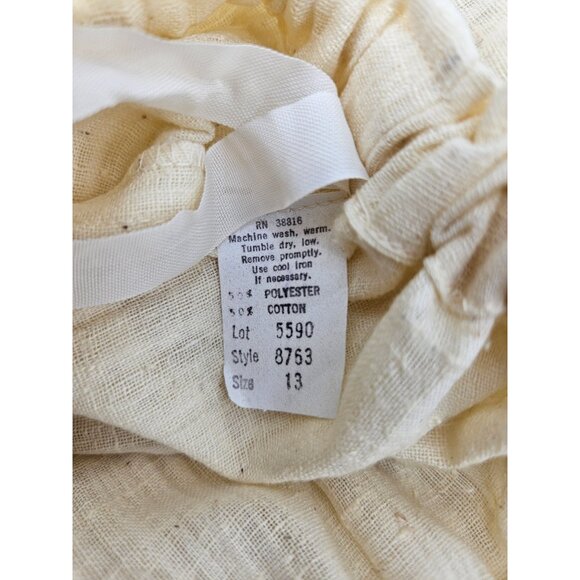 RN 38816
Machine wash, warm.
Tumble dry, low.
Remove promptly.
Use cool iron
If necessary.
50% POLYESTER
50% COTTON
Lot 5590
Style 8763
Size 13